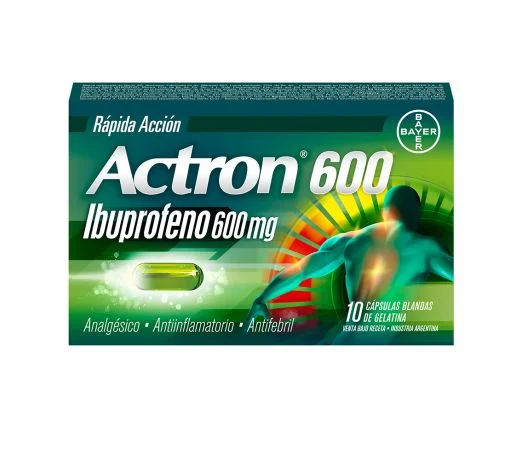 Rápida Acción
Actron® 600
Ibuprofeno 600 mg
BAYER
BAYER
Analgésico • Antiinflamatorio • Antifebril
10 CÁPSULAS BLANDAS
DE GELATINA
VENTA BAJO RECETA • INDUSTRIA ARGENTINA